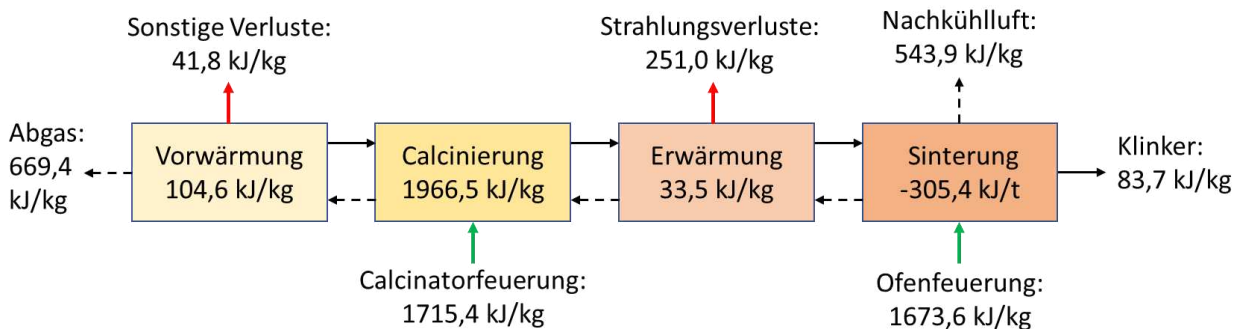 Sonstige Verluste:
41,8 kJ/kg
Strahlungsverluste:
251,0 kJ/kg
Nachkühlluft:
543,9 kJ/kg
Abgas:
669,4
kJ/kg
Vorwärmung
104,6 kJ/kg
Calcinierung
1966,5 kJ/kg
Erwärmung
33,5 kJ/kg
Sinterung
-305,4 kJ/t
Klinker:
83,7 kJ/kg
Calcinatorfeuerung:
1715,4 kJ/kg
Ofenfeuerung:
1673,6 kJ/kg